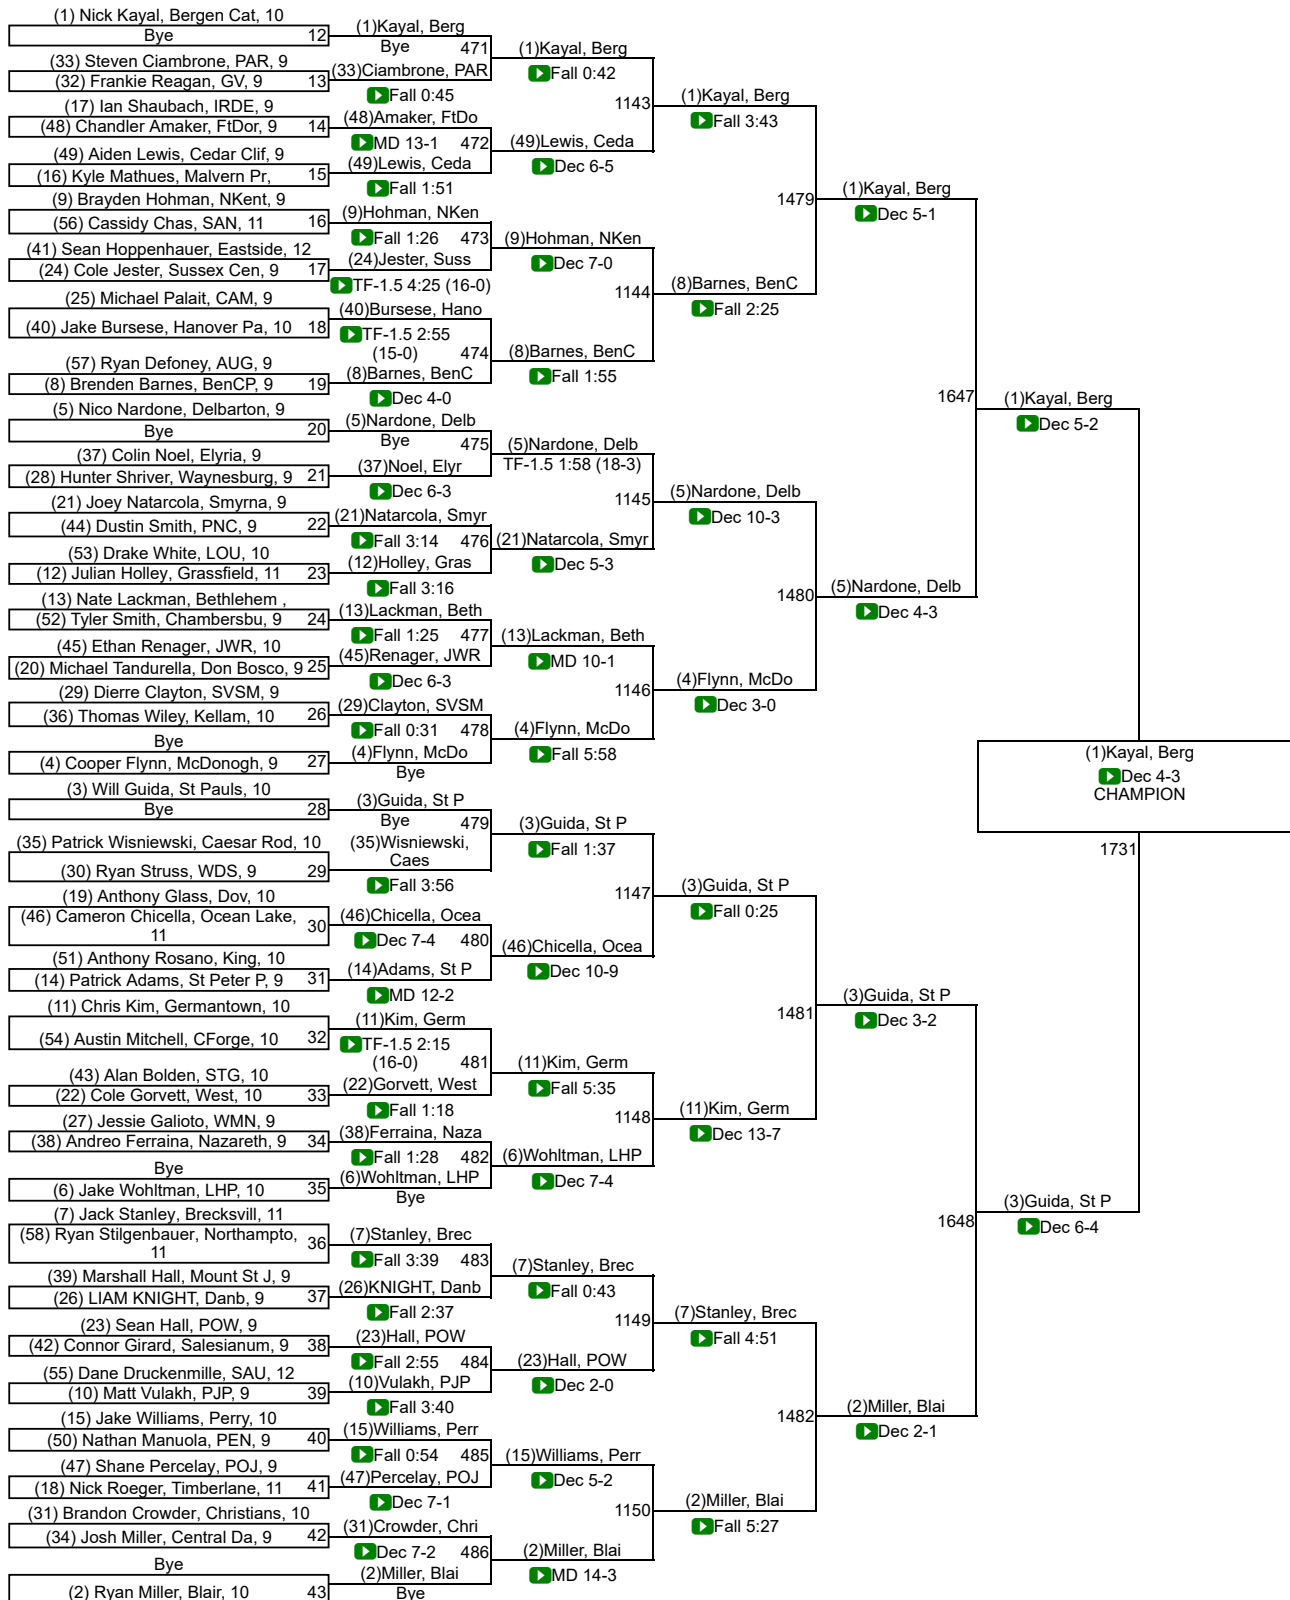 (1) Nick Kayal, Bergen Cat, 10
Bye 12
(33) Steven Ciambrone, PAR, 9
(32) Frankie Reagan, GV, 9 13
(17) Ian Shaubach, IRDE, 9
(48) Chandler Amaker, FtDor, 9 14
(49) Aiden Lewis, Cedar Clif, 9
(16) Kyle Mathues, Malvern Pr, 15
(9) Brayden Hohman, NKent, 9
(56) Cassidy Chas, SAN, 11 16
(41) Sean Hoppenhauer, Eastside, 12
(24) Cole Jester, Sussex Cen, 9 17
(25) Michael Palait, CAM, 9
(40) Jake Bursese, Hanover Pa, 10 18
(57) Ryan Defoney, AUG, 9
(8) Brenden Barnes, BenCP, 9 19
(5) Nico Nardone, Delbarton, 9
Bye 20
(37) Colin Noel, Elyria, 9
(28) Hunter Shriver, Waynesburg, 9 21
(21) Joey Natarcola, Smyrna, 9
(44) Dustin Smith, PNC, 9 22
(53) Drake White, LOU, 10
(12) Julian Holley, Grassfield, 11 23
(13) Nate Lackman, Bethlehem ,
(52) Tyler Smith, Chambersbu, 9 24
(45) Ethan Renager, JWR, 10
(20) Michael Tandurella, Don Bosco, 9 25
(29) Dierre Clayton, SVSM, 9
(36) Thomas Wiley, Kellam, 10 26
Bye
(4) Cooper Flynn, McDonogh, 9 27
(3) Will Guida, St Pauls, 10
Bye 28
(35) Patrick Wisniewski, Caesar Rod, 10
(30) Ryan Struss, WDS, 9 29
(19) Anthony Glass, Dov, 10
(46) Cameron Chicella, Ocean Lake,
11 30
(51) Anthony Rosano, King, 10
(14) Patrick Adams, St Peter P, 9 31
(11) Chris Kim, Germantown, 10
(54) Austin Mitchell, CForge, 10 32
(43) Alan Bolden, STG, 10
(22) Cole Gorvett, West, 10 33
(27) Jessie Galioto, WMN, 9
(38) Andreo Ferraina, Nazareth, 9 34
Bye
(6) Jake Wohltman, LHP, 10 35
(7) Jack Stanley, Brecksvill, 11
(58) Ryan Stilgenbauer, Northampto,
11 36
(39) Marshall Hall, Mount St J, 9
(26) LIAM KNIGHT, Danb, 9 37
(23) Sean Hall, POW, 9
(42) Connor Girard, Salesianum, 9 38
(55) Dane Druckenmille, SAU, 12
(10) Matt Vulakh, PJP, 9 39
(15) Jake Williams, Perry, 10
(50) Nathan Manuola, PEN, 9 40
(47) Shane Percelay, POJ, 9
(18) Nick Roeger, Timberlane, 11 41
(31) Brandon Crowder, Christians, 10
(34) Josh Miller, Central Da, 9 42
Bye
(2) Ryan Miller, Blair, 10 43
(1)Kayal, Berg
Bye 471
(33)Ciambrone, PAR
Fall 0:45
(48)Amaker, FtDo
MD 13-1 472
(49)Lewis, Ceda
Fall 1:51
(9)Hohman, NKen
Fall 1:26 473
(24)Jester, Suss
TF-1.5 4:25 (16-0)
(40)Bursese, Hano
TF-1.5 2:55
(15-0) 474
(8)Barnes, BenC
Dec 4-0
(5)Nardone, Delb
Bye 475
(37)Noel, Elyr
Dec 6-3
(21)Natarcola, Smyr
Fall 3:14 476
(12)Holley, Gras
Fall 3:16
(13)Lackman, Beth
Fall 1:25 477
(45)Renager, JWR
Dec 6-3
(29)Clayton, SVSM
Fall 0:31 478
(4)Flynn, McDo
Bye
(3)Guida, St P
Bye 479
(35)Wisniewski,
Caes
Fall 3:56
(46)Chicella, Ocea
Dec 7-4 480
(14)Adams, St P
MD 12-2
(11)Kim, Germ
TF-1.5 2:15
(16-0) 481
(22)Gorvett, West
Fall 1:18
(38)Ferraina, Naza
Fall 1:28 482
(6)Wohltman, LHP
Bye
(7)Stanley, Brec
Fall 3:39 483
(26)KNIGHT, Danb
Fall 2:37
(23)Hall, POW
Fall 2:55 484
(10)Vulakh, PJP
Fall 3:40
(15)Williams, Perr
Fall 0:54 485
(47)Percelay, POJ
Dec 7-1
(31)Crowder, Chri
Dec 7-2 486
(2)Miller, Blai
Bye
(1)Kayal, Berg
Fall 0:42
1143
(49)Lewis, Ceda
Dec 6-5
(9)Hohman, NKen
Dec 7-0
1144
(8)Barnes, BenC
Fall 1:55
(5)Nardone, Delb
TF-1.5 1:58 (18-3)
1145
(21)Natarcola, Smyr
Dec 5-3
(13)Lackman, Beth
MD 10-1
1146
(4)Flynn, McDo
Fall 5:58
(3)Guida, St P
Fall 1:37
1147
(46)Chicella, Ocea
Dec 10-9
(11)Kim, Germ
Fall 5:35
1148
(6)Wohltman, LHP
Dec 7-4
(7)Stanley, Brec
Fall 0:43
1149
(23)Hall, POW
Dec 2-0
(15)Williams, Perr
Dec 5-2
1150
(2)Miller, Blai
MD 14-3
(1)Kayal, Berg
Fall 3:43
1479
(8)Barnes, BenC
Fall 2:25
(5)Nardone, Delb
Dec 10-3
1480
(4)Flynn, McDo
Dec 3-0
(3)Guida, St P
Fall 0:25
1481
(11)Kim, Germ
Dec 13-7
(7)Stanley, Brec
Fall 4:51
1482
(2)Miller, Blai
Fall 5:27
(1)Kayal, Berg
Dec 5-1
1647
(5)Nardone, Delb
Dec 4-3
(3)Guida, St P
Dec 3-2
1648
(2)Miller, Blai
Dec 2-1
(1)Kayal, Berg
Dec 5-2
(3)Guida, St P
Dec 6-4
(1)Kayal, Berg
Dec 4-3
CHAMPION
1731